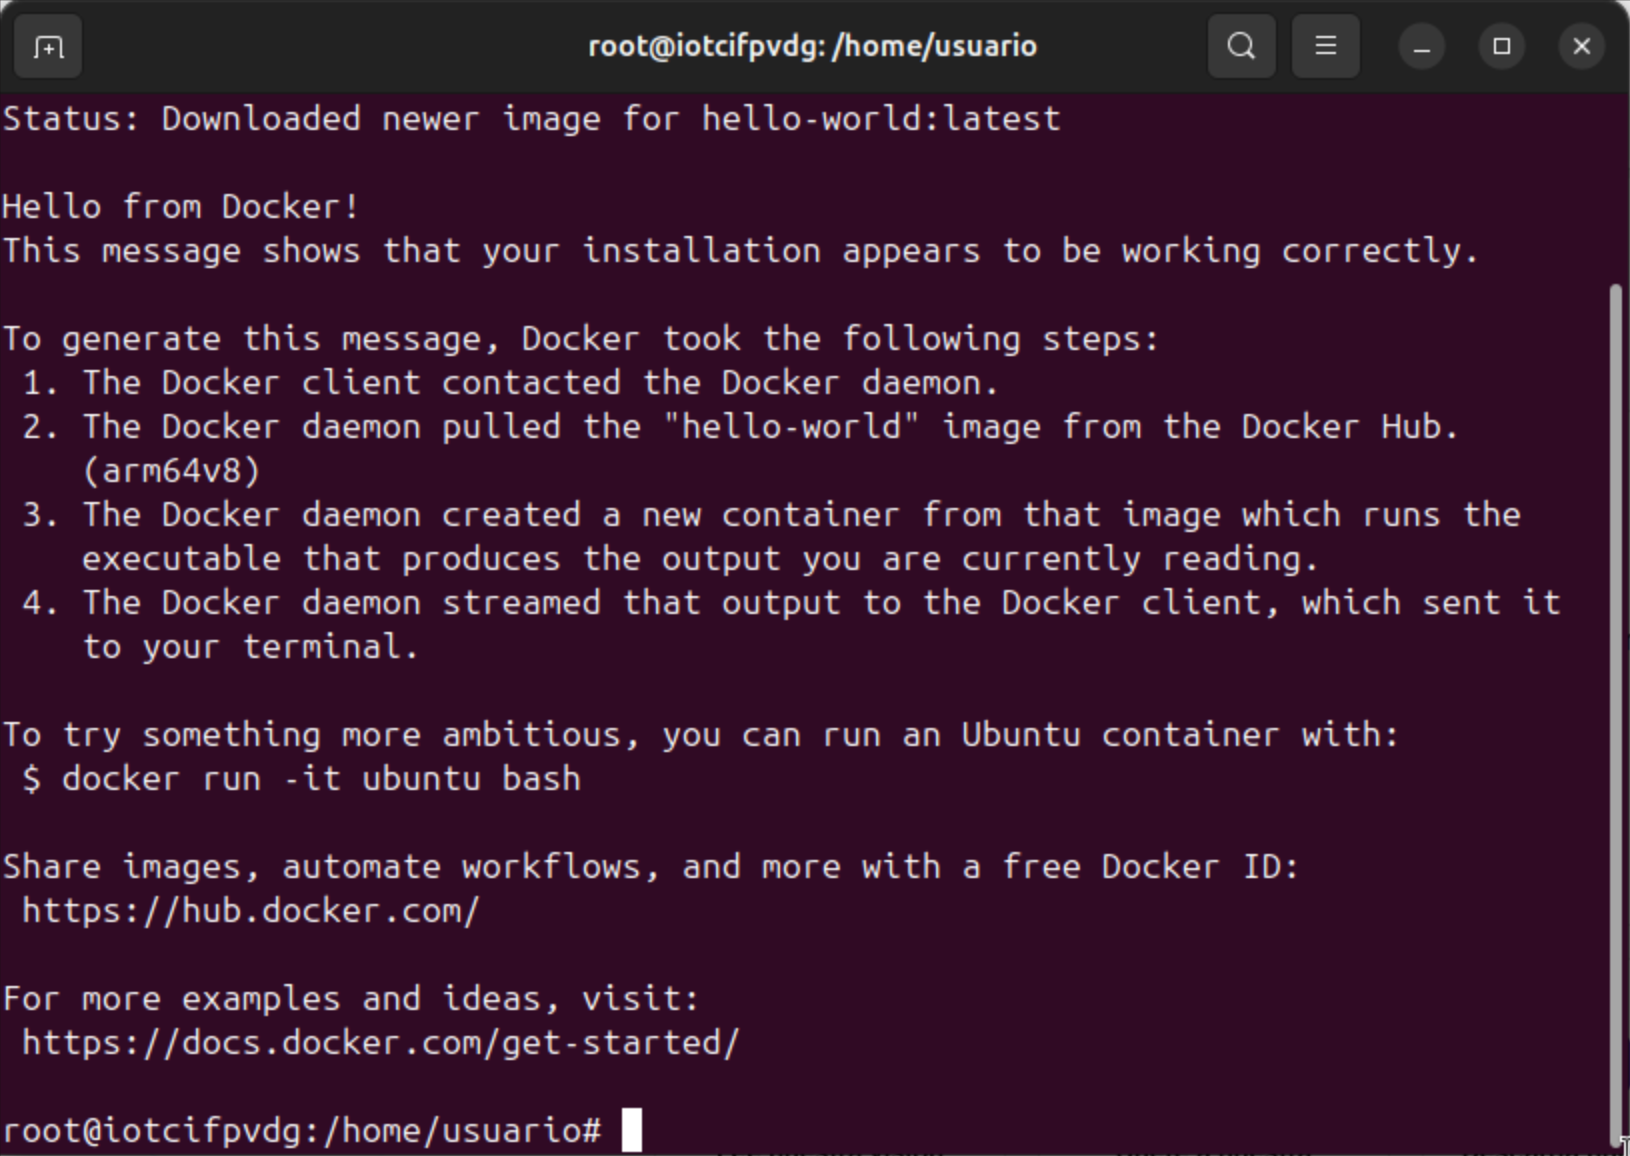 root@iotcifpvdg: /home/usuario
Status: Downloaded newer image for hello-world:latest
Hello from Docker!
This message shows that your installation appears to be working correctly.
To generate this message, Docker took the following steps:
1. The Docker client contacted the Docker daemon.
2. The Docker daemon pulled the "hello-world" image from the Docker Hub.
(arm64v8)
3. The Docker daemon created a new container from that image which runs the
executable that produces the output you are currently reading.
4. The Docker daemon streamed that output to the Docker client, which sent it
to your terminal.
To try something more ambitious, you can run an Ubuntu container with:
$ docker run -it ubuntu bash
Share images, automate workflows, and more with a free Docker ID:
https://hub.docker.com/
For more examples and ideas, visit:
https://docs.docker.com/get-started/
root@iotcifpvdg:/home/usuario#